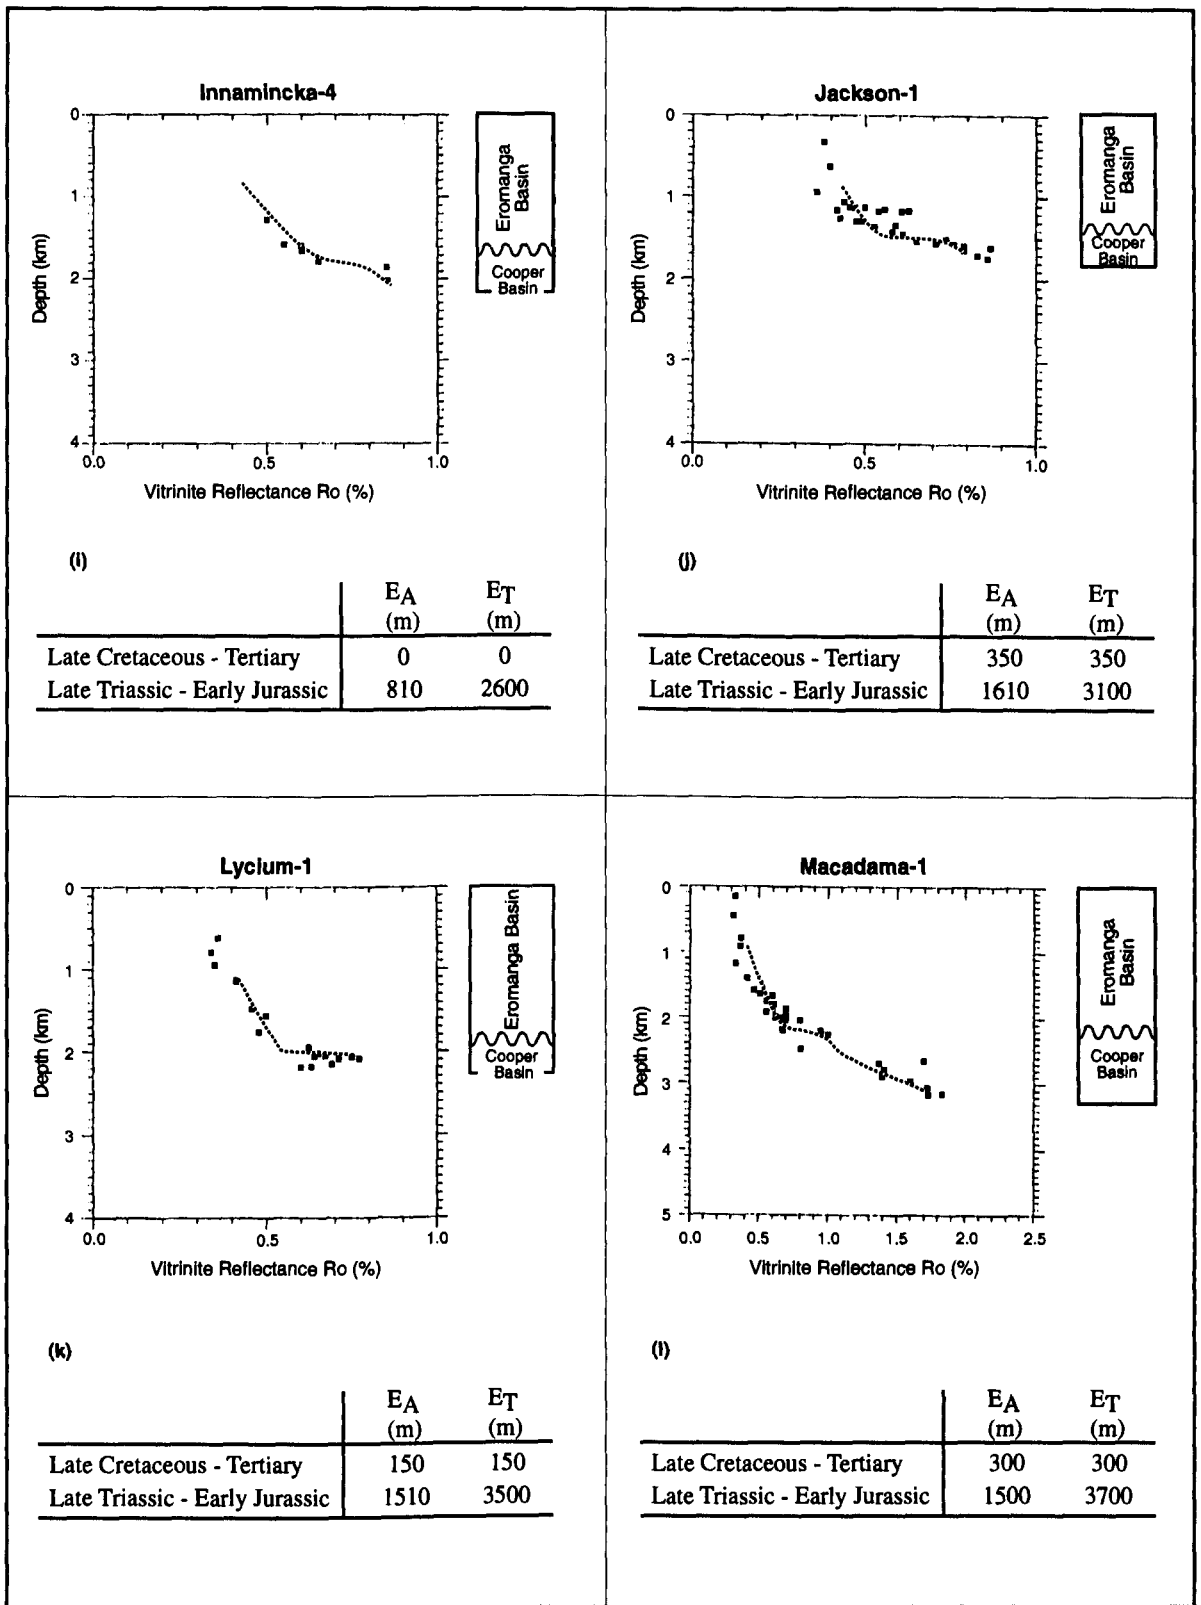 Innamincka-4
0
1
2
3
4
Depth (km)
0.0 0.5 1.0
Vitrinite Reflectance Ro (%)
Eromanga
Basin
Cooper
Basin
(i)
EA ET
(m) (m)
Late Cretaceous - Tertiary 0 0
Late Triassic - Early Jurassic 810 2600
Jackson-1
0
1
2
3
4
Depth (km)
0.0 1.0
Vitrinite Reflectance Ro (%)
Eromanga
Basin
Cooper
Basin
(j)
EA ET
(m) (m)
Late Cretaceous - Tertiary 350 350
Late Triassic - Early Jurassic 1610 3100
Lycium-1
0
1
2
3
4
Depth (km)
0.0 0.5 1.0
Vitrinite Reflectance Ro (%)
Eromanga Basin
Cooper
Basin
(k)
EA ET
(m) (m)
Late Cretaceous - Tertiary 150 150
Late Triassic - Early Jurassic 1510 3500
Macadama-1
0
1
2
3
4
5
Depth (km)
0.0 0.5 1.0 1.5 2.0 2.5
Vitrinite Reflectance Ro (%)
Eromanga
Basin
Cooper
Basin
(l)
EA ET
(m) (m)
Late Cretaceous - Tertiary 300 300
Late Triassic - Early Jurassic 1500 3700